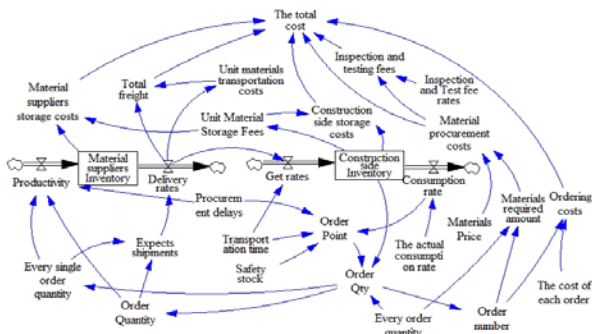 The total
cost
Material
suppliers
storage costs
Total
freight
Unit materials
transportation
costs
Inspection and
testing fees
Inspection
and Test fee
rates
Unit Material
Storage Fees
Construction
side storage
costs
Material
procurement
costs
Material
suppliers
Inventory
Productivity
Delivery
rates
Get rates
Construction
side
Inventory
Consumption
rate
Procurem
ent delays
Materials
required
amount
Ordering
costs
Expects
shipments
Transport
ation time
Order
Point
Materials
Price
Safety
stock
The actual
consumpti
on rate
Every single
order
quantity
Order
Quantity
Order
Qty
Every order
quantity
Order
number
The cost of
each order